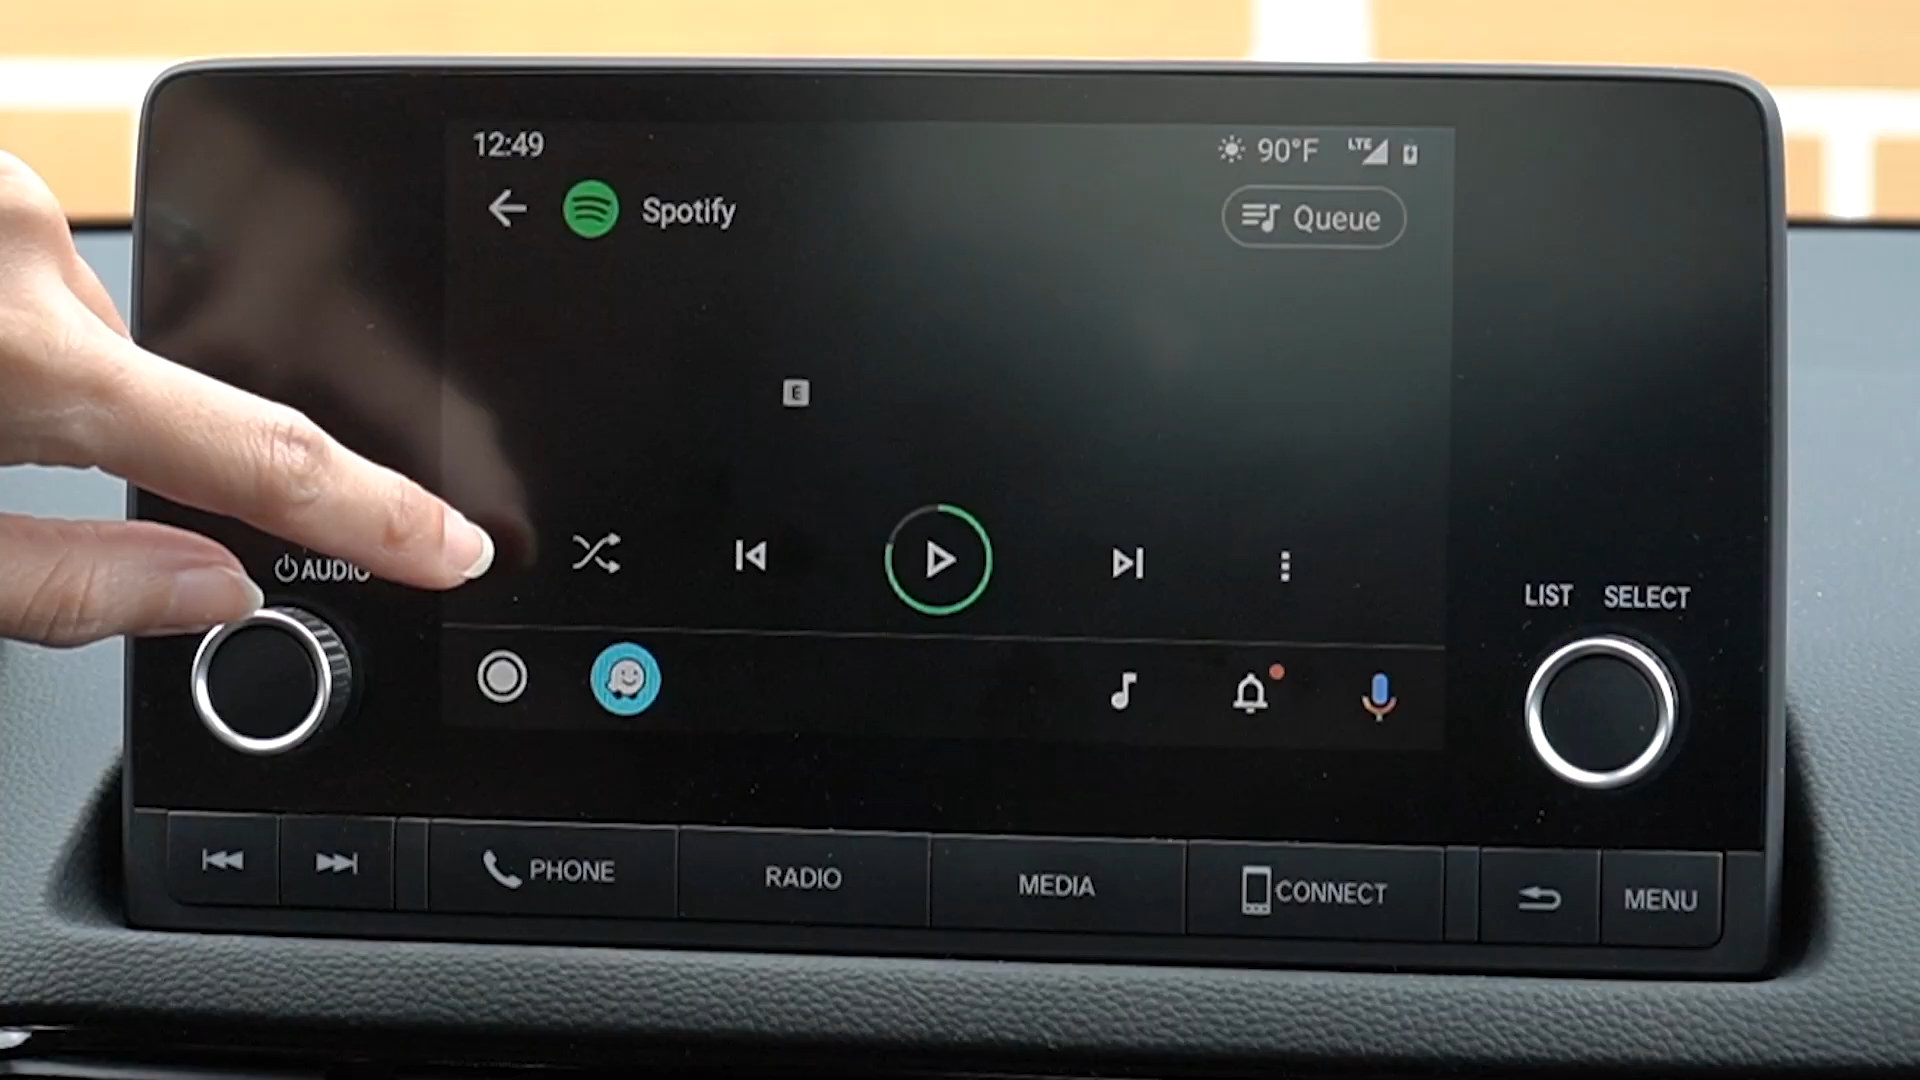 12:49
90°F LTE
Spotify
Queue
E
AUDIO
LIST SELECT
PHONE
RADIO
MEDIA
CONNECT
MENU